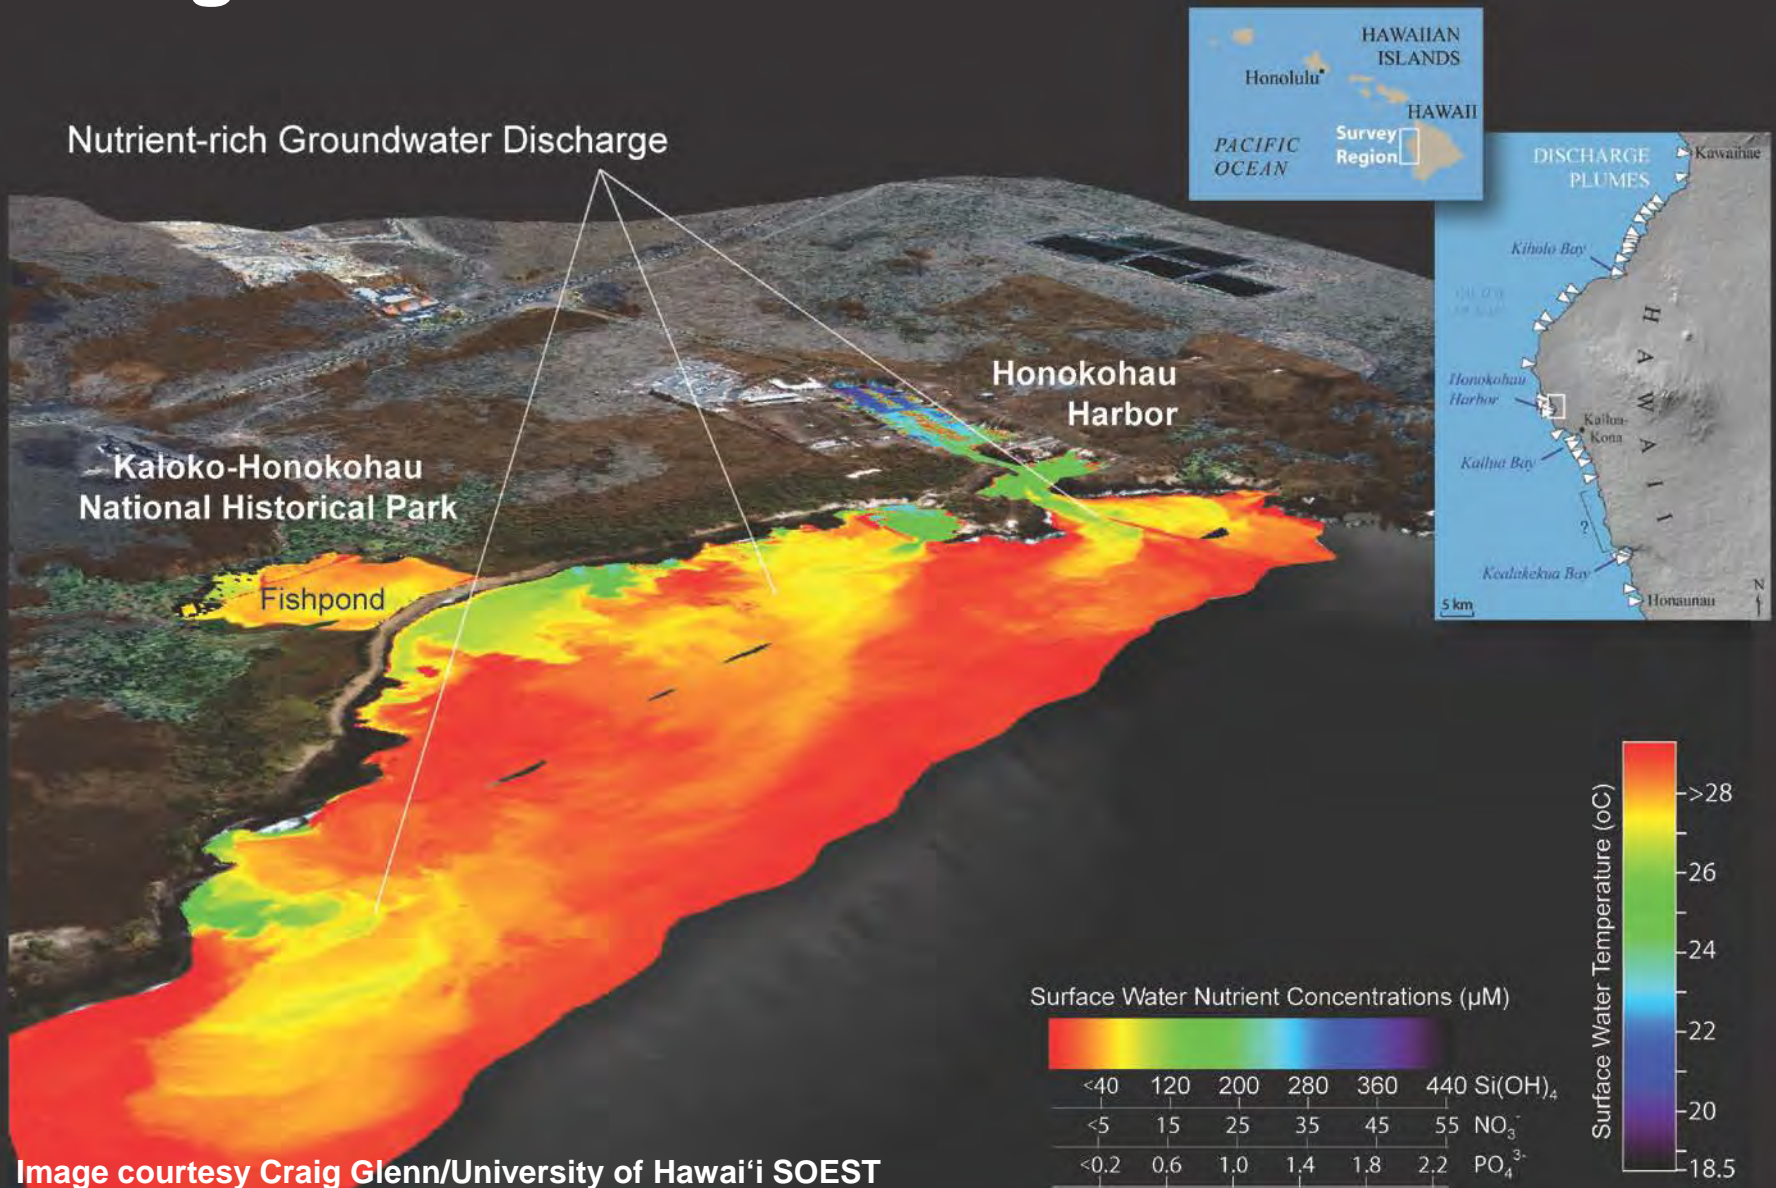 HAWAIIAN
ISLANDS
Honolulu
HAWAII
Survey
Region
PACIFIC
OCEAN
Nutrient-rich Groundwater Discharge
DISCHARGE
PLUMES
Kawaihae
Kiholo Bay
HAWAII
Honokohau
Harbor
Kailua-
Kona
Kailua Bay
?
Kealakekua Bay
Honaunau
N
5 km
Honokohau
Harbor
Kaloko-Honokohau
National Historical Park
Fishpond
Surface Water Temperature (oC)
>28
26
24
22
20
18.5
Surface Water Nutrient Concentrations (µM)
<40 120 200 280 360 440 Si(OH)₄
<5 15 25 35 45 55 NO₃⁻
<0.2 0.6 1.0 1.4 1.8 2.2 PO₄³⁻
Image courtesy Craig Glenn/University of Hawai‘i SOEST